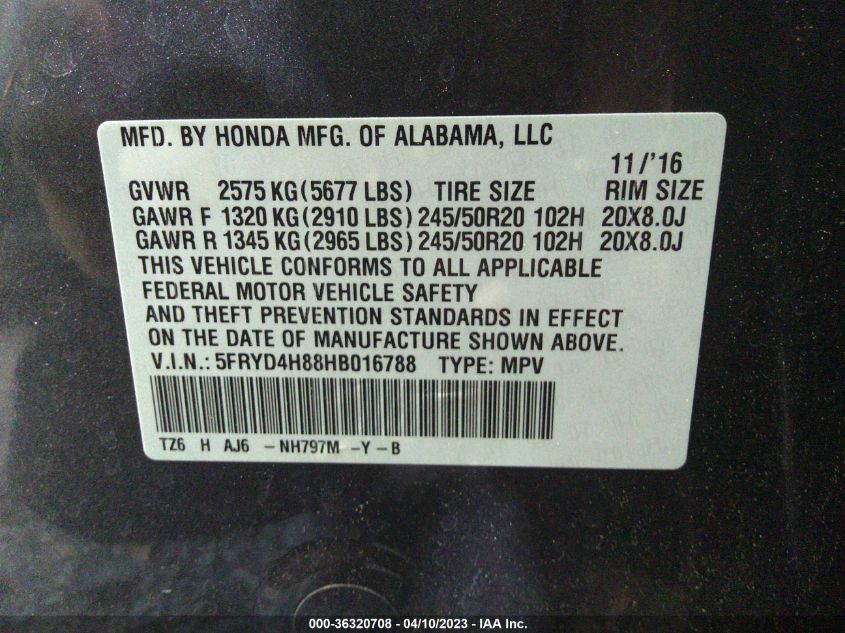 MFD. BY HONDA MFG. OF ALABAMA, LLC
11/'16
GVWR 2575 KG(5677 LBS) TIRE SIZE RIM SIZE
GAWR F 1320 KG(2910 LBS)245/50R20 102H 20X8.0J
GAWR R 1345 KG(2965 LBS)245/50R20 102H 20X8.0J
THIS VEHICLE CONFORMS TO ALL APPLICABLE
FEDERAL MOTOR VEHICLE SAFETY
AND THEFT PREVENTION STANDARDS IN EFFECT
ON THE DATE OF MANUFACTURE SHOWN ABOVE.
V.I.N.: 5FRYD4H88HB016788 TYPE: MPV
TZ6 H AJ6 -NH797M -Y-B
000-36320708 - 04/10/2023 - IAA Inc.